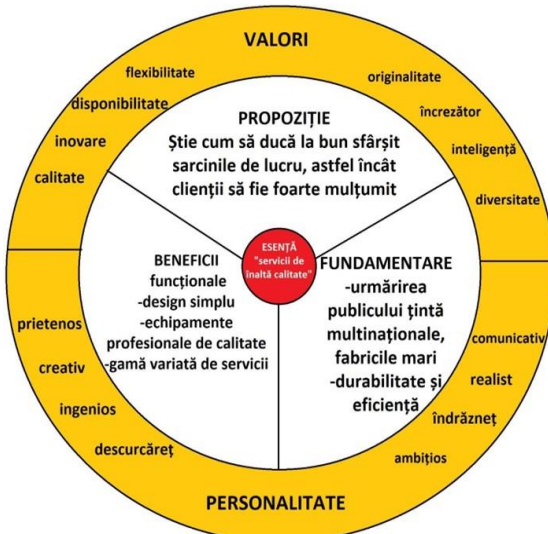 VALORI
flexibilitate
disponibilitate
inovare
calitate
originalitate
încrezător
inteligență
diversitate
PROPOZIȚIE
Știe cum să ducă la bun sfârșit
sarcinile de lucru, astfel încât
clienții să fie foarte mulțumit
ESENȚĂ
"servicii de
înaltă calitate"
BENEFICII
funcționale
-design simplu
-echipamente
profesionale de calitate
-gamă variată de servicii
FUNDAMENTARE
-urmărirea
publicului țintă
multinaționale,
fabricile mari
-durabilitate și
eficiență
prietenos
creativ
ingenios
descurcăreț
comunicativ
realist
îndrăzneț
ambițios
PERSONALITATE